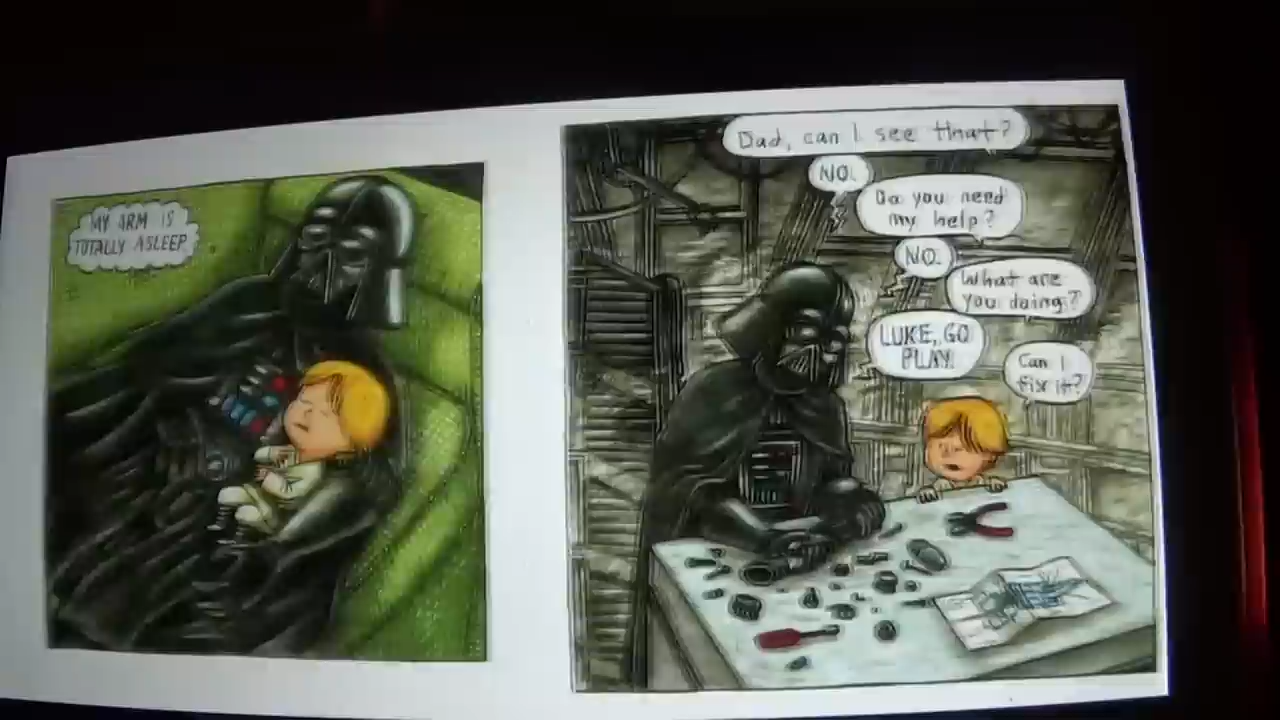 MY ARM IS
TOTALLY ASLEEP
Dad, can I see that?
NO.
Do you need
my help?
NO.
What are
you doing?
LUKE, GO
PLAY.
Can I
fix it?